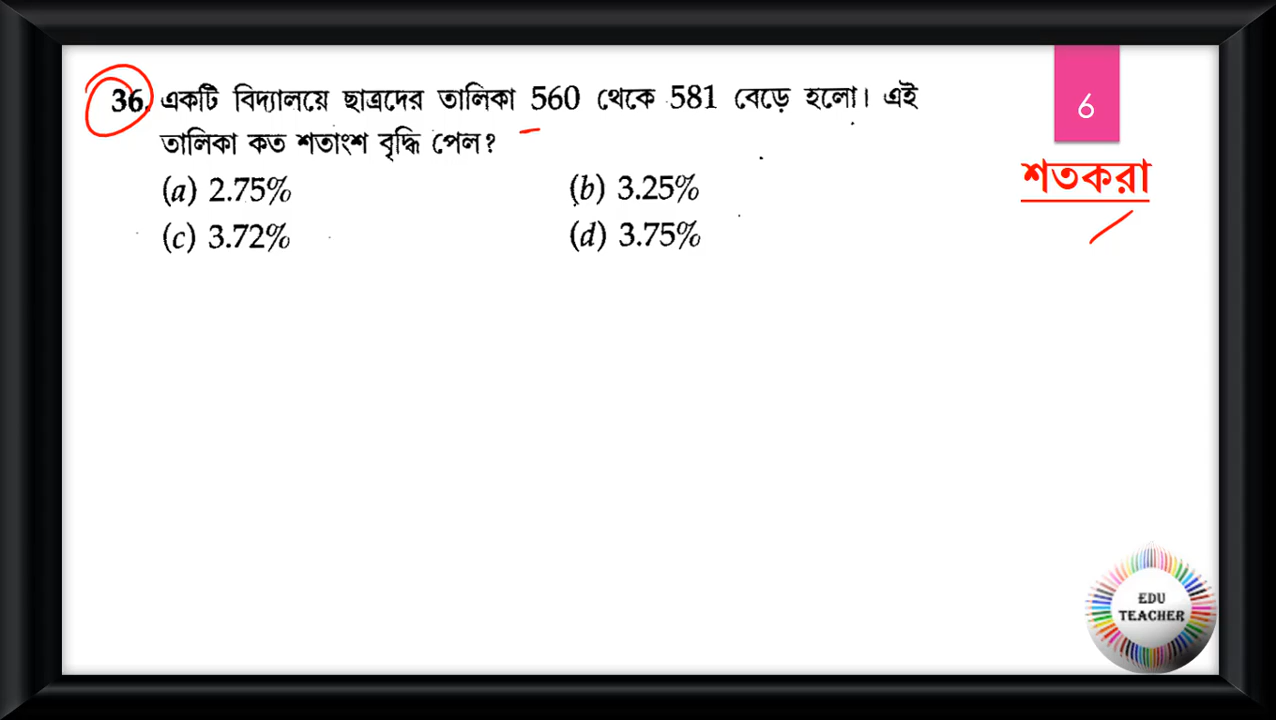 36. একটি বিদ্যালয়ে ছাত্রদের তালিকা 560 থেকে 581 বেড়ে হলো। এই
তালিকা কত শতাংশ বৃদ্ধি পেল?
(a) 2.75% (b) 3.25%
(c) 3.72% (d) 3.75%
6
শতকরা
EDU
TEACHER